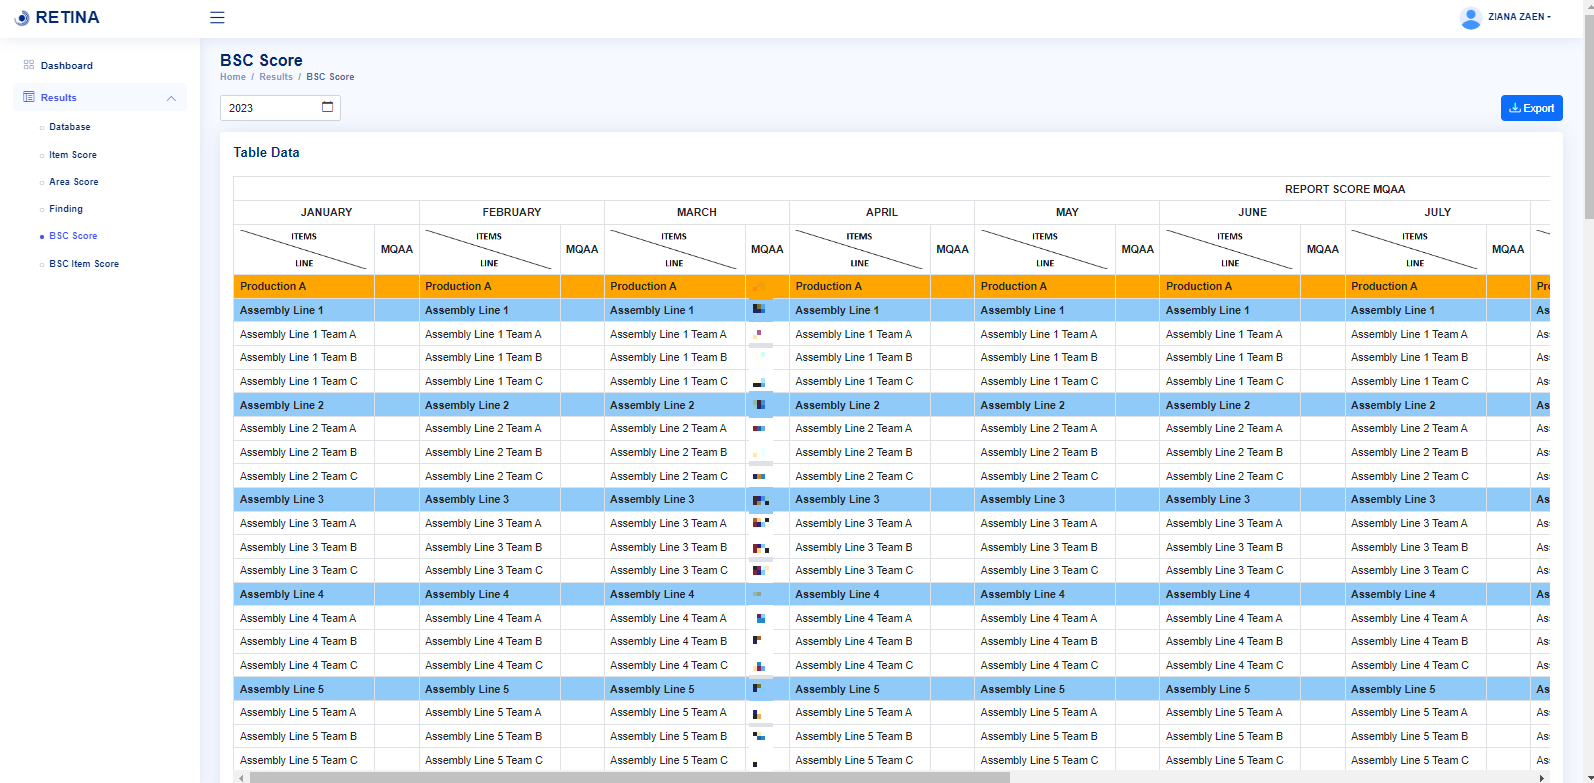 RETINA
ZIANA ZAEN
Dashboard
Results
Database
Item Score
Area Score
Finding
BSC Score
BSC Item Score
BSC Score
Home / Results / BSC Score
2023
Export
Table Data
REPORT SCORE MQAA
JANUARY FEBRUARY MARCH APRIL MAY JUNE JULY
ITEMS ITEMS ITEMS ITEMS ITEMS ITEMS ITEMS
MQAA MQAA MQAA MQAA MQAA MQAA MQAA
LINE LINE LINE LINE LINE LINE LINE
Production A Production A Production A Production A Production A Production A Production A Pro
Assembly Line 1 Assembly Line 1 Assembly Line 1 Assembly Line 1 Assembly Line 1 Assembly Line 1 Assembly Line 1 As
Assembly Line 1 Team A Assembly Line 1 Team A Assembly Line 1 Team A Assembly Line 1 Team A Assembly Line 1 Team A Assembly Line 1 Team A Assembly Line 1 Team A As
Assembly Line 1 Team B Assembly Line 1 Team B Assembly Line 1 Team B Assembly Line 1 Team B Assembly Line 1 Team B Assembly Line 1 Team B Assembly Line 1 Team B As
Assembly Line 1 Team C Assembly Line 1 Team C Assembly Line 1 Team C Assembly Line 1 Team C Assembly Line 1 Team C Assembly Line 1 Team C Assembly Line 1 Team C As
Assembly Line 2 Assembly Line 2 Assembly Line 2 Assembly Line 2 Assembly Line 2 Assembly Line 2 Assembly Line 2 As
Assembly Line 2 Team A Assembly Line 2 Team A Assembly Line 2 Team A Assembly Line 2 Team A Assembly Line 2 Team A Assembly Line 2 Team A Assembly Line 2 Team A As
Assembly Line 2 Team B Assembly Line 2 Team B Assembly Line 2 Team B Assembly Line 2 Team B Assembly Line 2 Team B Assembly Line 2 Team B Assembly Line 2 Team B As
Assembly Line 2 Team C Assembly Line 2 Team C Assembly Line 2 Team C Assembly Line 2 Team C Assembly Line 2 Team C Assembly Line 2 Team C Assembly Line 2 Team C As
Assembly Line 3 Assembly Line 3 Assembly Line 3 Assembly Line 3 Assembly Line 3 Assembly Line 3 Assembly Line 3 As
Assembly Line 3 Team A Assembly Line 3 Team A Assembly Line 3 Team A Assembly Line 3 Team A Assembly Line 3 Team A Assembly Line 3 Team A Assembly Line 3 Team A As
Assembly Line 3 Team B Assembly Line 3 Team B Assembly Line 3 Team B Assembly Line 3 Team B Assembly Line 3 Team B Assembly Line 3 Team B Assembly Line 3 Team B As
Assembly Line 3 Team C Assembly Line 3 Team C Assembly Line 3 Team C Assembly Line 3 Team C Assembly Line 3 Team C Assembly Line 3 Team C Assembly Line 3 Team C As
Assembly Line 4 Assembly Line 4 Assembly Line 4 Assembly Line 4 Assembly Line 4 Assembly Line 4 Assembly Line 4 As
Assembly Line 4 Team A Assembly Line 4 Team A Assembly Line 4 Team A Assembly Line 4 Team A Assembly Line 4 Team A Assembly Line 4 Team A Assembly Line 4 Team A As
Assembly Line 4 Team B Assembly Line 4 Team B Assembly Line 4 Team B Assembly Line 4 Team B Assembly Line 4 Team B Assembly Line 4 Team B Assembly Line 4 Team B As
Assembly Line 4 Team C Assembly Line 4 Team C Assembly Line 4 Team C Assembly Line 4 Team C Assembly Line 4 Team C Assembly Line 4 Team C Assembly Line 4 Team C As
Assembly Line 5 Assembly Line 5 Assembly Line 5 Assembly Line 5 Assembly Line 5 Assembly Line 5 Assembly Line 5 As
Assembly Line 5 Team A Assembly Line 5 Team A Assembly Line 5 Team A Assembly Line 5 Team A Assembly Line 5 Team A Assembly Line 5 Team A Assembly Line 5 Team A As
Assembly Line 5 Team B Assembly Line 5 Team B Assembly Line 5 Team B Assembly Line 5 Team B Assembly Line 5 Team B Assembly Line 5 Team B Assembly Line 5 Team B As
Assembly Line 5 Team C Assembly Line 5 Team C Assembly Line 5 Team C Assembly Line 5 Team C Assembly Line 5 Team C Assembly Line 5 Team C Assembly Line 5 Team C As